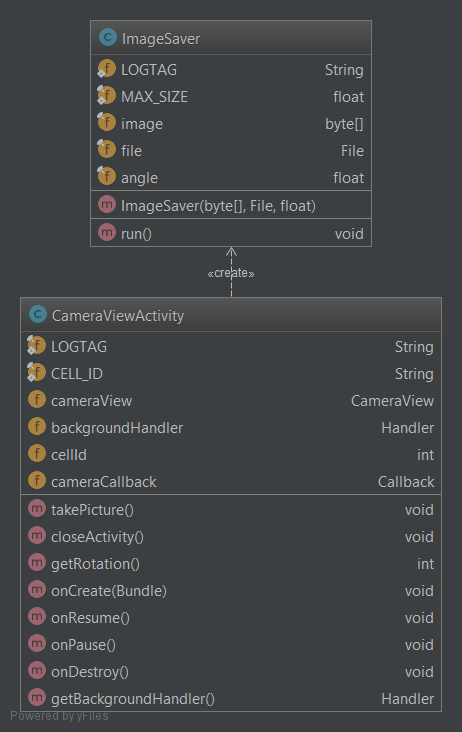 ImageSaver
LOGTAG String
MAX_SIZE float
image byte[]
file File
angle float
ImageSaver(byte[], File, float)
run() void
«create»
CameraViewActivity
LOGTAG String
CELL_ID String
cameraView CameraView
backgroundHandler Handler
cellId int
cameraCallback Callback
takePicture() void
closeActivity() void
getRotation() int
onCreate(Bundle) void
onResume() void
onPause() void
onDestroy() void
getBackgroundHandler() Handler
Powered by yFiles